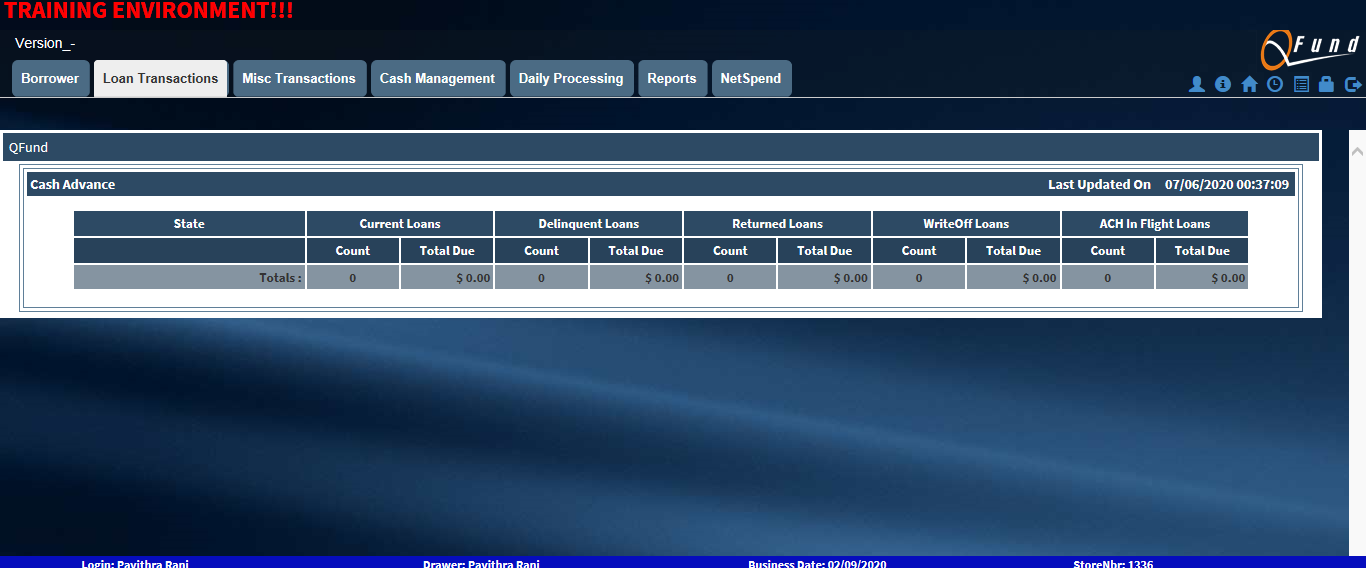 TRAINING ENVIRONMENT!!!
Version_-
QFund
Borrower Loan Transactions Misc Transactions Cash Management Daily Processing Reports NetSpend
QFund
Cash Advance Last Updated On 07/06/2020 00:37:09
State Current Loans Delinquent Loans Returned Loans WriteOff Loans ACH In Flight Loans
Count Total Due Count Total Due Count Total Due Count Total Due Count Total Due
Totals : 0 $ 0.00 0 $ 0.00 0 $ 0.00 0 $ 0.00 0 $ 0.00
Login: Pavithra Rani Drawer: Pavithra Rani Business Date: 02/09/2020 StoreNbr: 1336